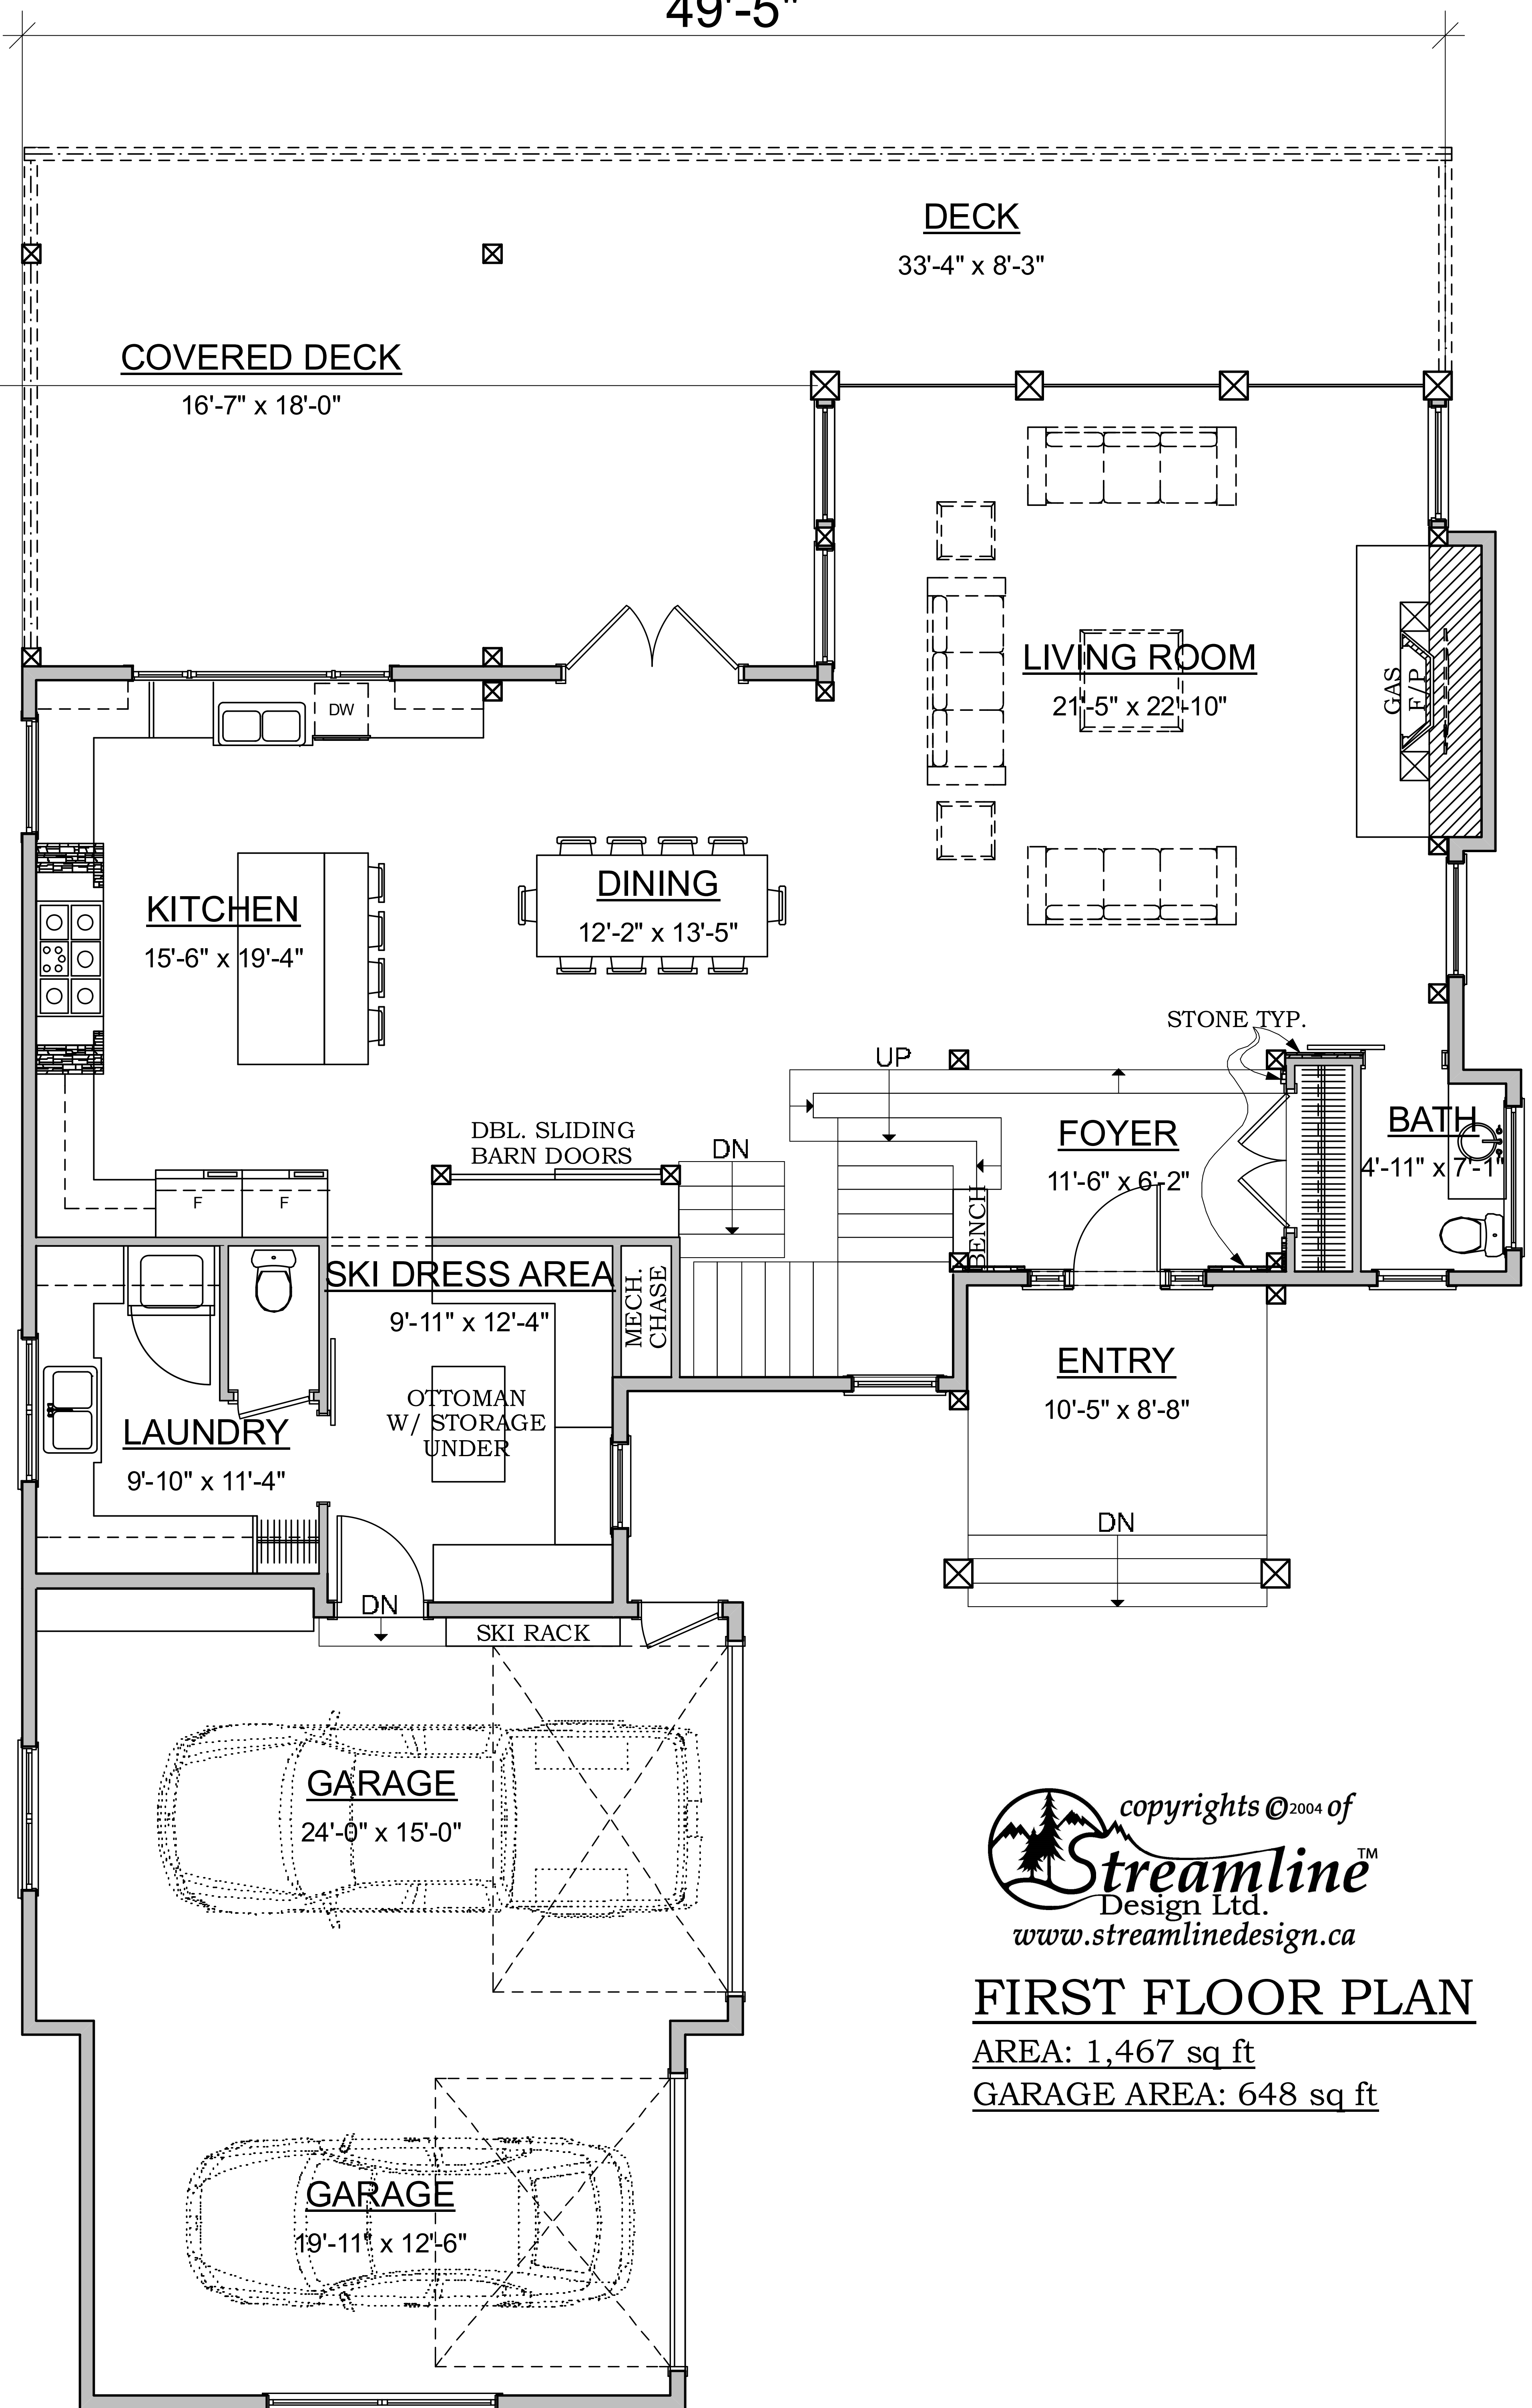 49'-5"
DECK
33'-4" x 8'-3"
COVERED DECK
16'-7" x 18'-0"
LIVING ROOM
21'-5" x 22'-10"
GAS
F/P
DW
KITCHEN
15'-6" x 19'-4"
DINING
12'-2" x 13'-5"
STONE TYP.
UP
DBL. SLIDING
BARN DOORS
DN
FOYER
11'-6" x 6'-2"
BENCH
BATH
4'-11" x 7'-1"
F
F
SKI DRESS AREA
9'-11" x 12'-4"
MECH.
CHASE
ENTRY
10'-5" x 8'-8"
OTTOMAN
W/ STORAGE
UNDER
LAUNDRY
9'-10" x 11'-4"
DN
DN
SKI RACK
GARAGE
24'-0" x 15'-0"
copyrights © 2004 of
Streamline™
Design Ltd.
www.streamlinedesign.ca
FIRST FLOOR PLAN
AREA: 1,467 sq ft
GARAGE AREA: 648 sq ft
GARAGE
19'-11" x 12'-6"